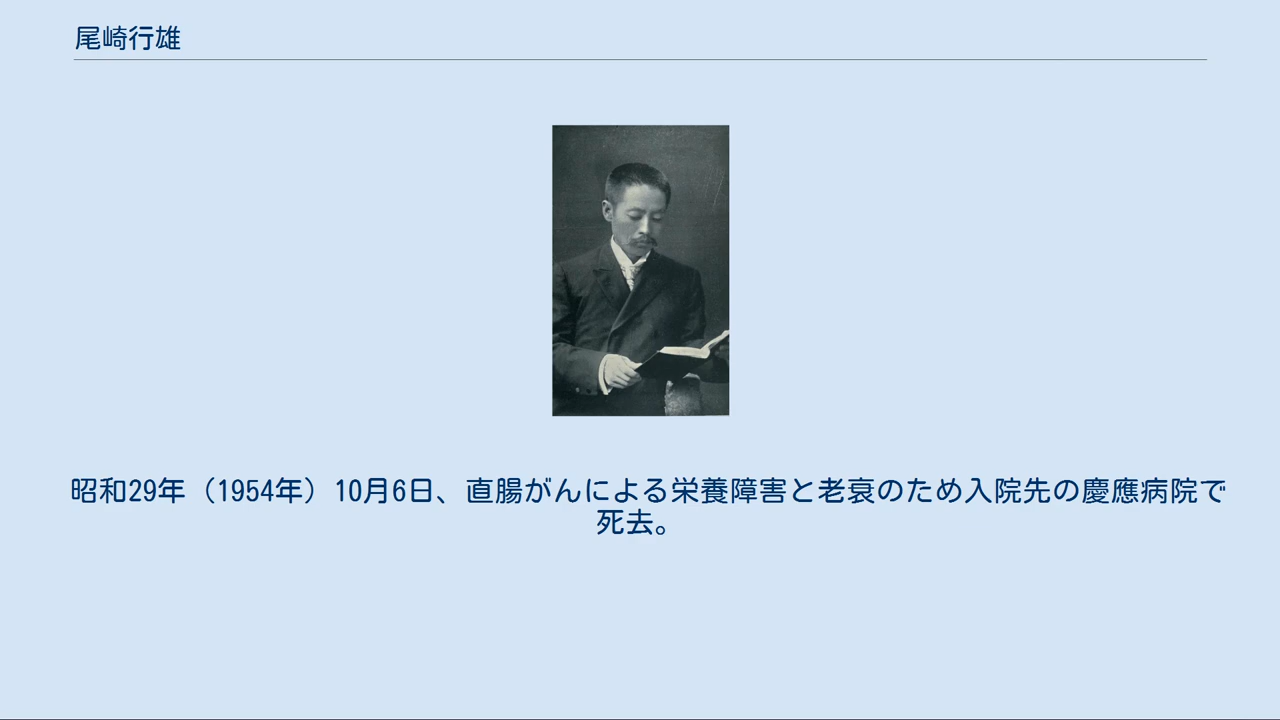 尾崎行雄
昭和29年（1954年）10月6日、直腸がんによる栄養障害と老衰のため入院先の慶應病院で
死去。